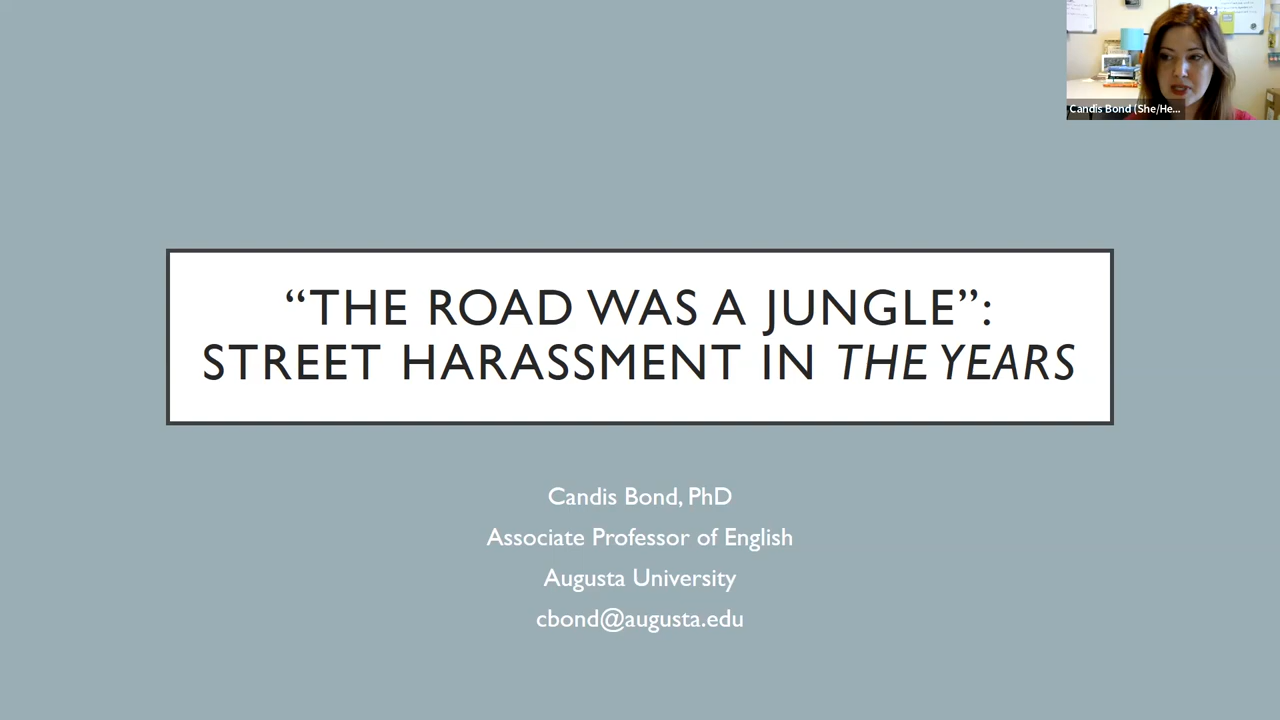 Candis Bond (She/He...
“THE ROAD WAS A JUNGLE”:
STREET HARASSMENT IN THE YEARS
Candis Bond, PhD
Associate Professor of English
Augusta University
cbond@augusta.edu